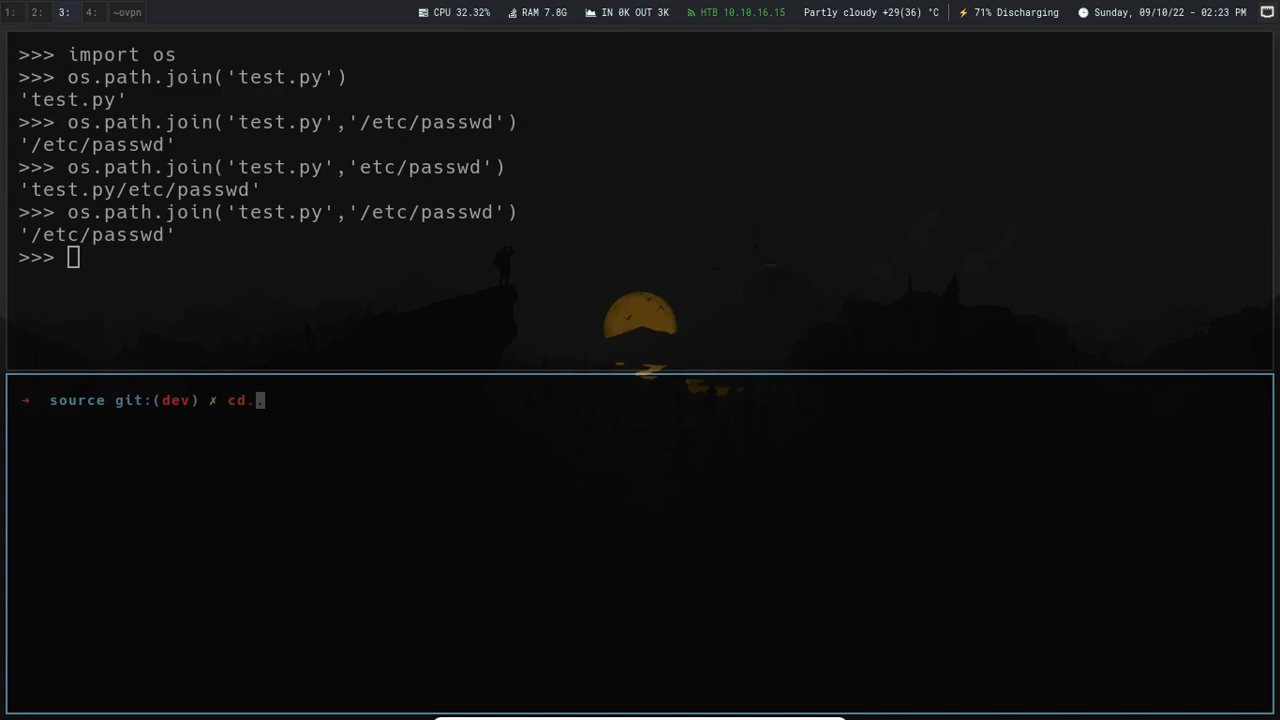 1: 2: 3: 4: ~ovpn CPU 32.32% RAM 7.8G IN 0K OUT 3K HTB 10.10.16.15 Partly cloudy +29(36) °C ⚡ 71% Discharging Sunday, 09/10/22 - 02:23 PM
>>> import os
>>> os.path.join('test.py')
'test.py'
>>> os.path.join('test.py','/etc/passwd')
'/etc/passwd'
>>> os.path.join('test.py','etc/passwd')
'test.py/etc/passwd'
>>> os.path.join('test.py','/etc/passwd')
'/etc/passwd'
>>>
→ source git:(dev) ✗ cd..